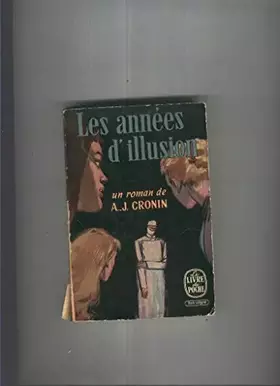 Les années
d'illusion
un roman de
A.J. CRONIN
LE LIVRE
de
POCHE